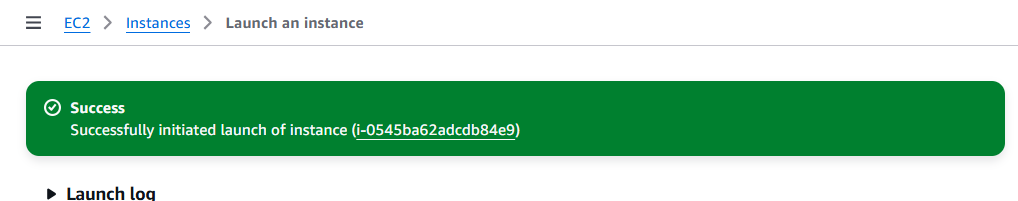 EC2 > Instances > Launch an instance
Success
Successfully initiated launch of instance (i-0545ba62adcdb84e9)
Launch log